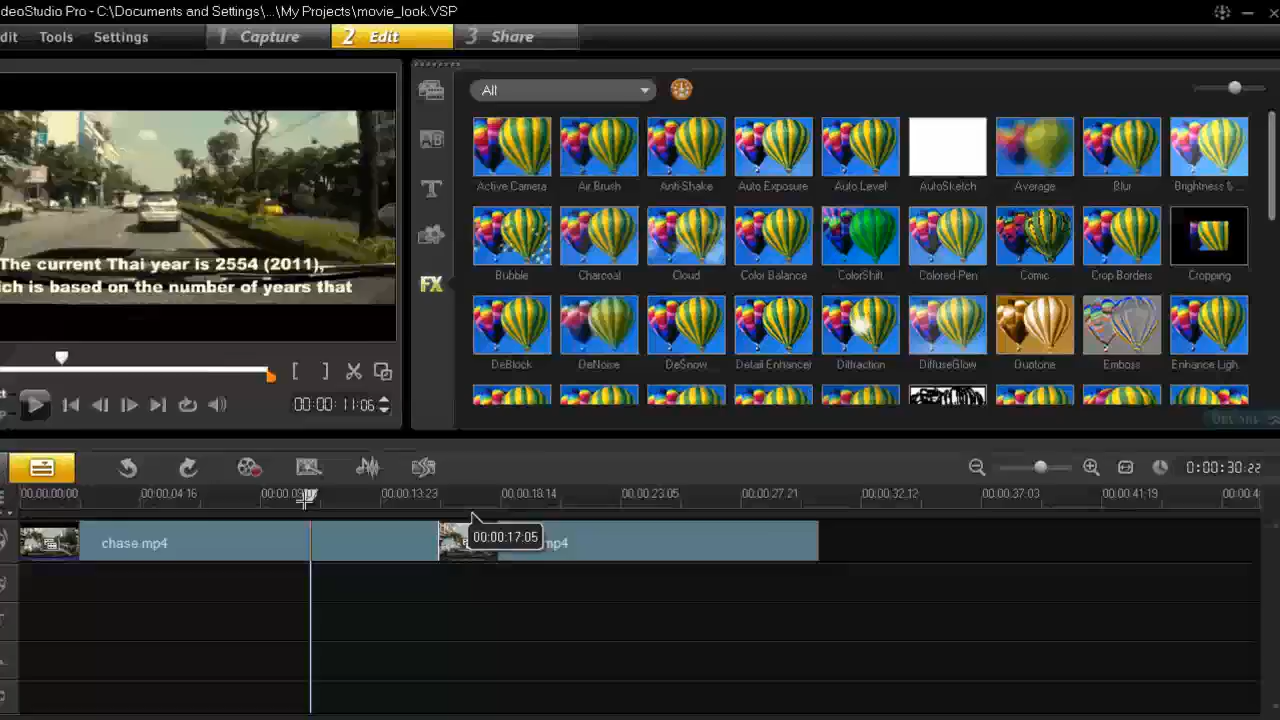 deoStudio Pro - C:\Documents and Settings\...\My Projects\movie_look.VSP
dit Tools Settings 1 Capture 2 Edit 3 Share
All
Active Camera Air Brush Anti-Shake Auto Exposure Auto Level AutoSketch Average Blur Brightness & ...
Bubble Charcoal Cloud Color Balance ColorShift Colored Pen Comic Crop Borders Cropping
DeBlock DeNoise DeSnow Detail Enhancer Diffraction DiffuseGlow Duotone Emboss Enhance Ligh...
The current Thai year is 2554 (2011),
ich is based on the number of years that
00:00:11:06
FX
0:00:30:22
00:00:00:00 00:00:04:16 00:00:13:23 00:00:18:14 00:00:23:05 00:00:27:21 00:00:32:12 00:00:37:03 00:00:41:19
chase.mp4 00:00:17:05 mp4